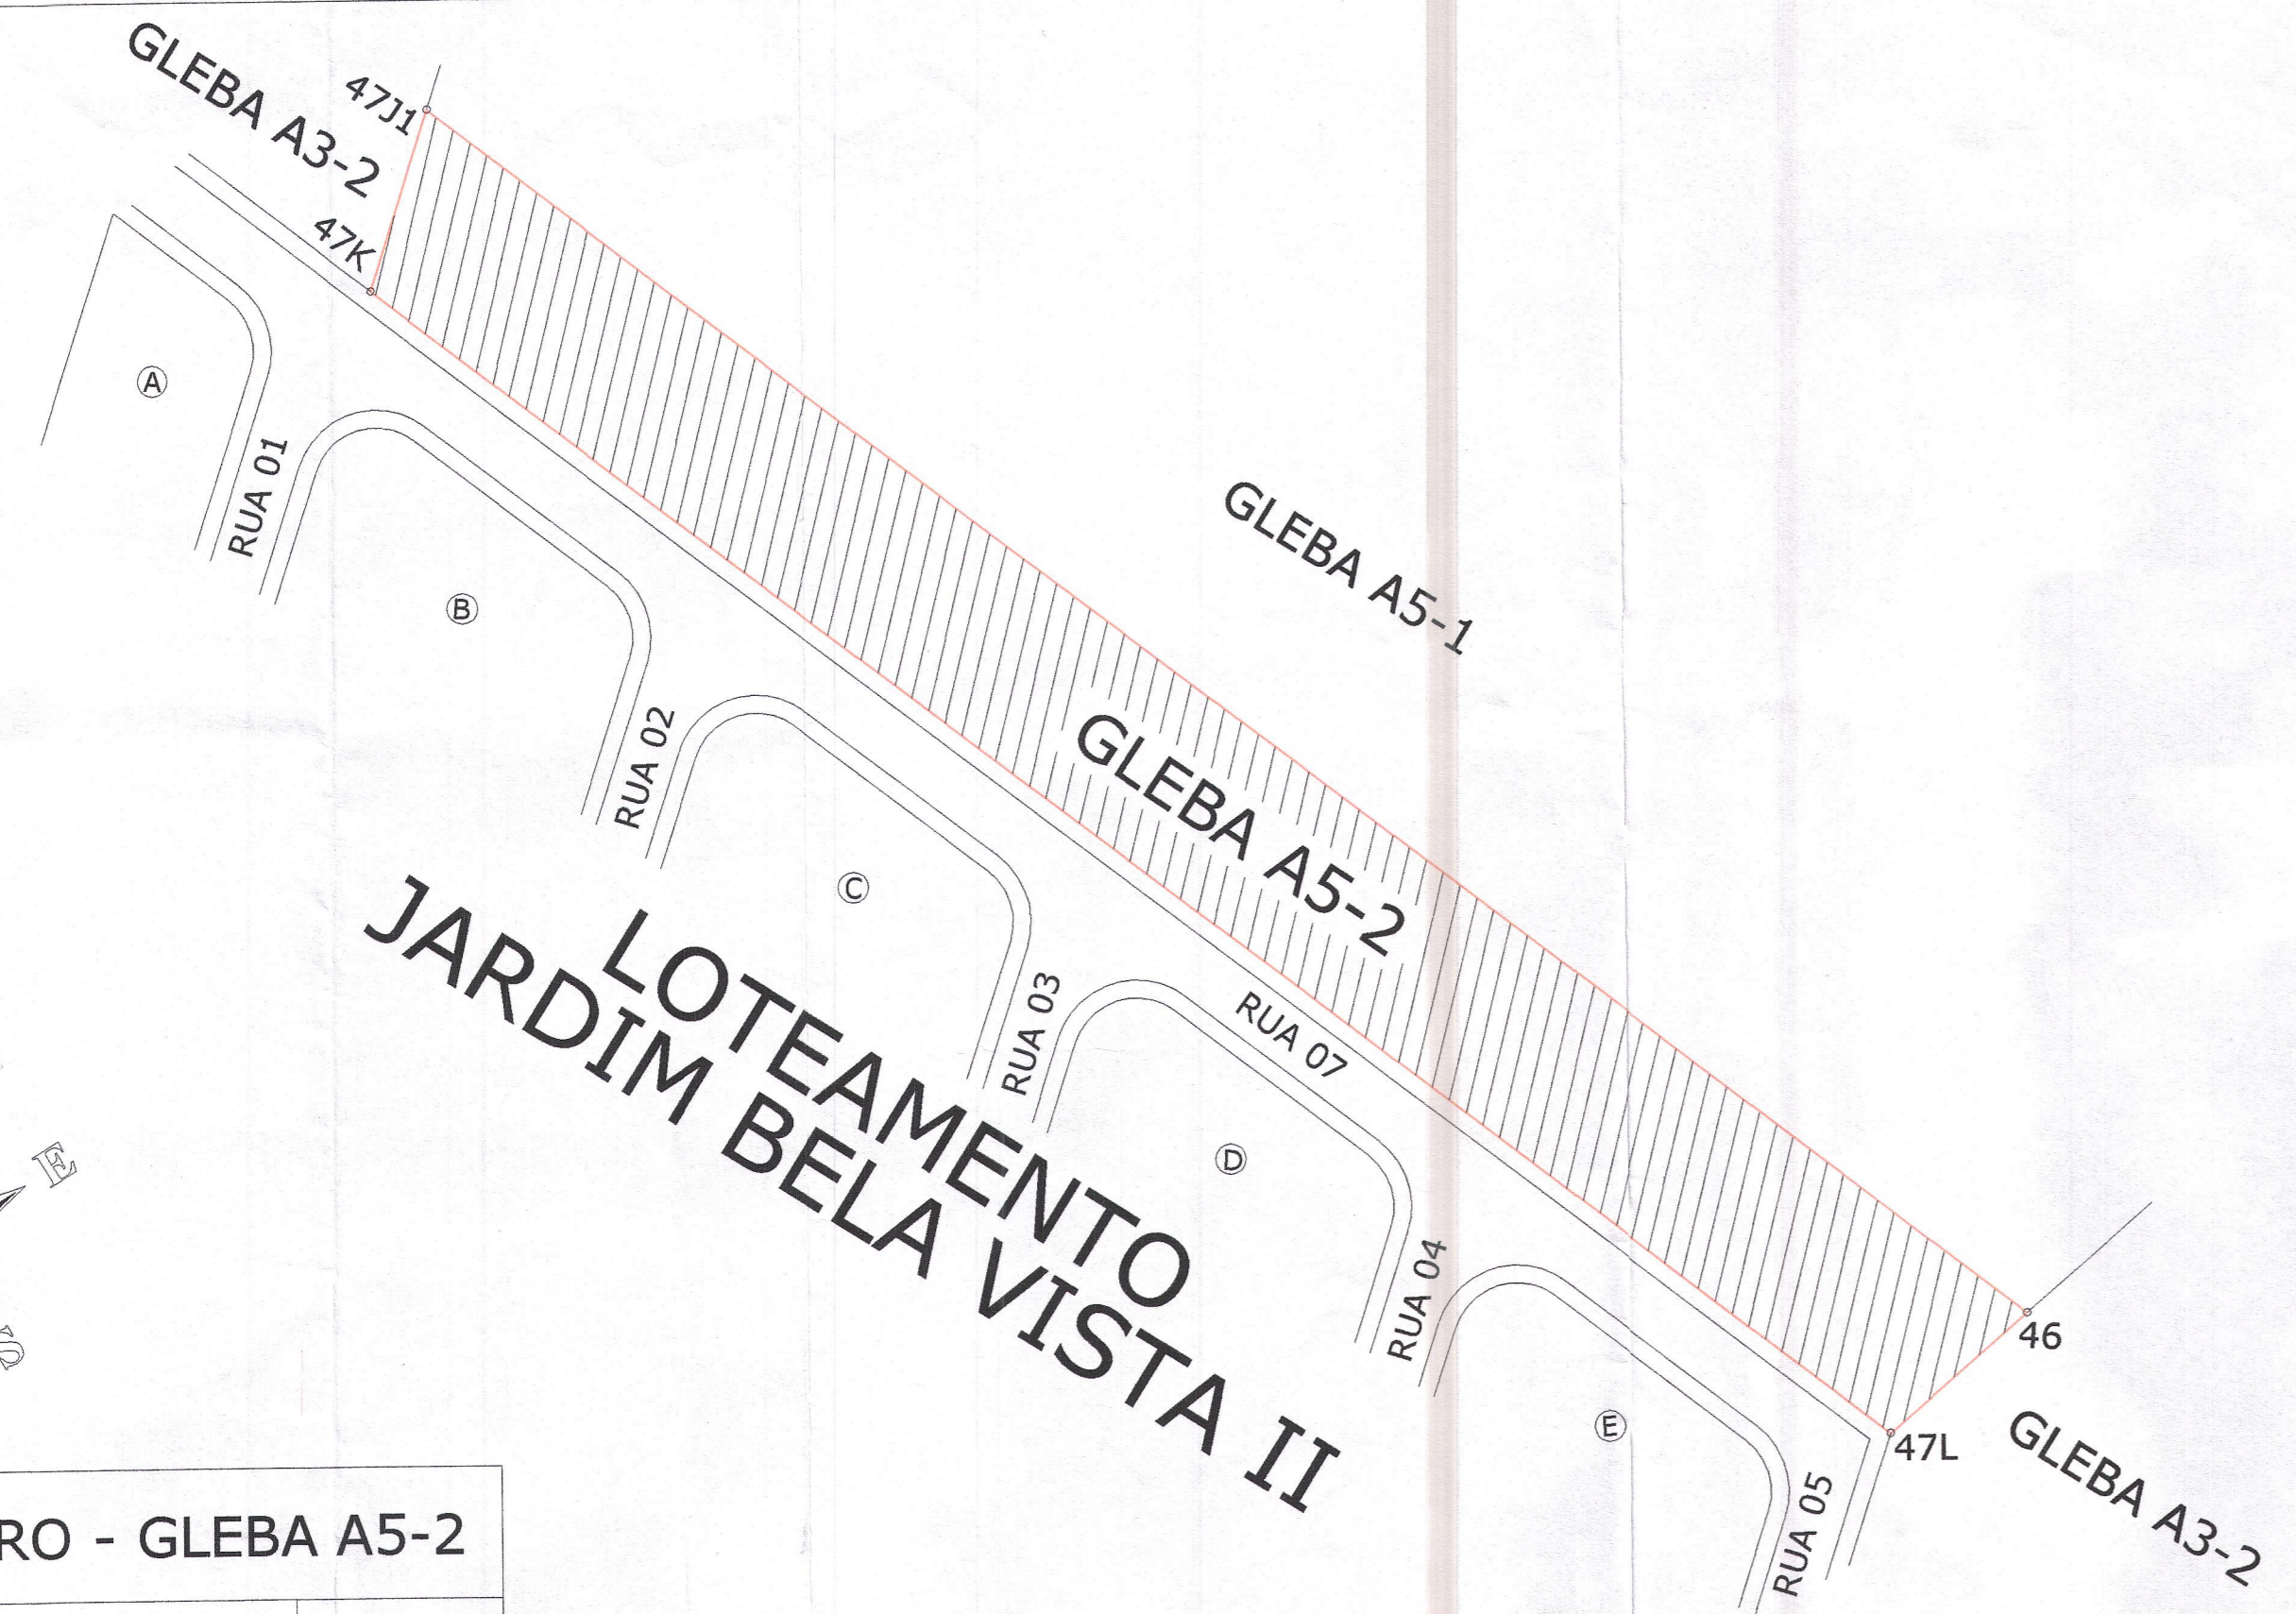 GLEBA A3-2
47J1
47K
A
RUA 01
B
GLEBA A5-1
RUA 02
GLEBA A5-2
C
LOTEAMENTO
JARDIM BELA VISTA II
RUA 03
RUA 07
D
E
RUA 04
46
S
E
47L
GLEBA A3-2
RUA 05
RO - GLEBA A5-2